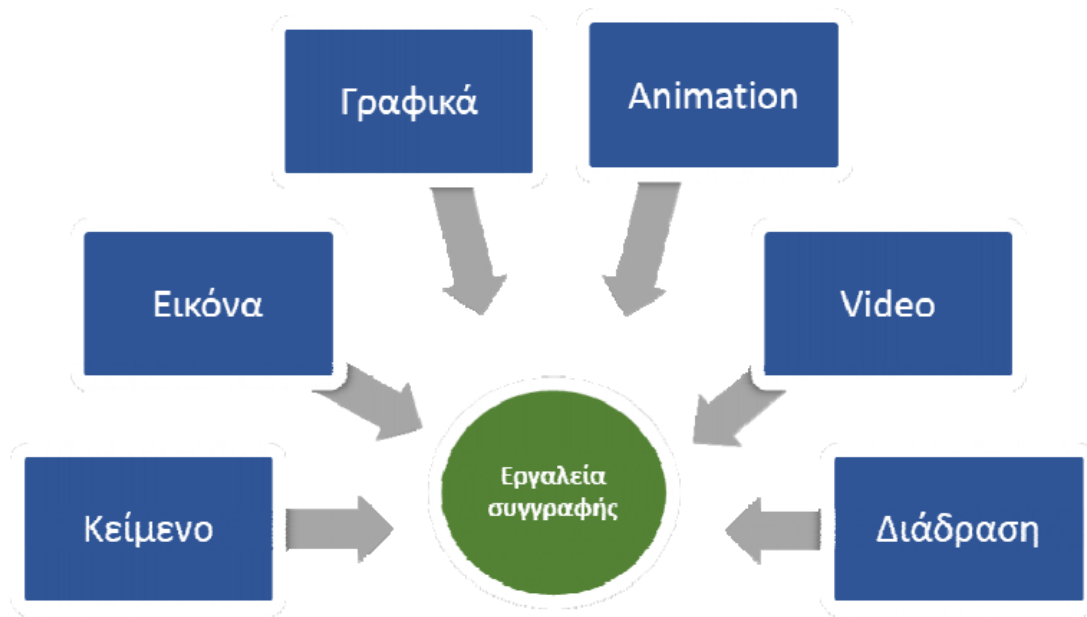 Γραφικά
Animation
Εικόνα
Video
Εργαλεία
συγγραφής
Κείμενο
Διάδραση